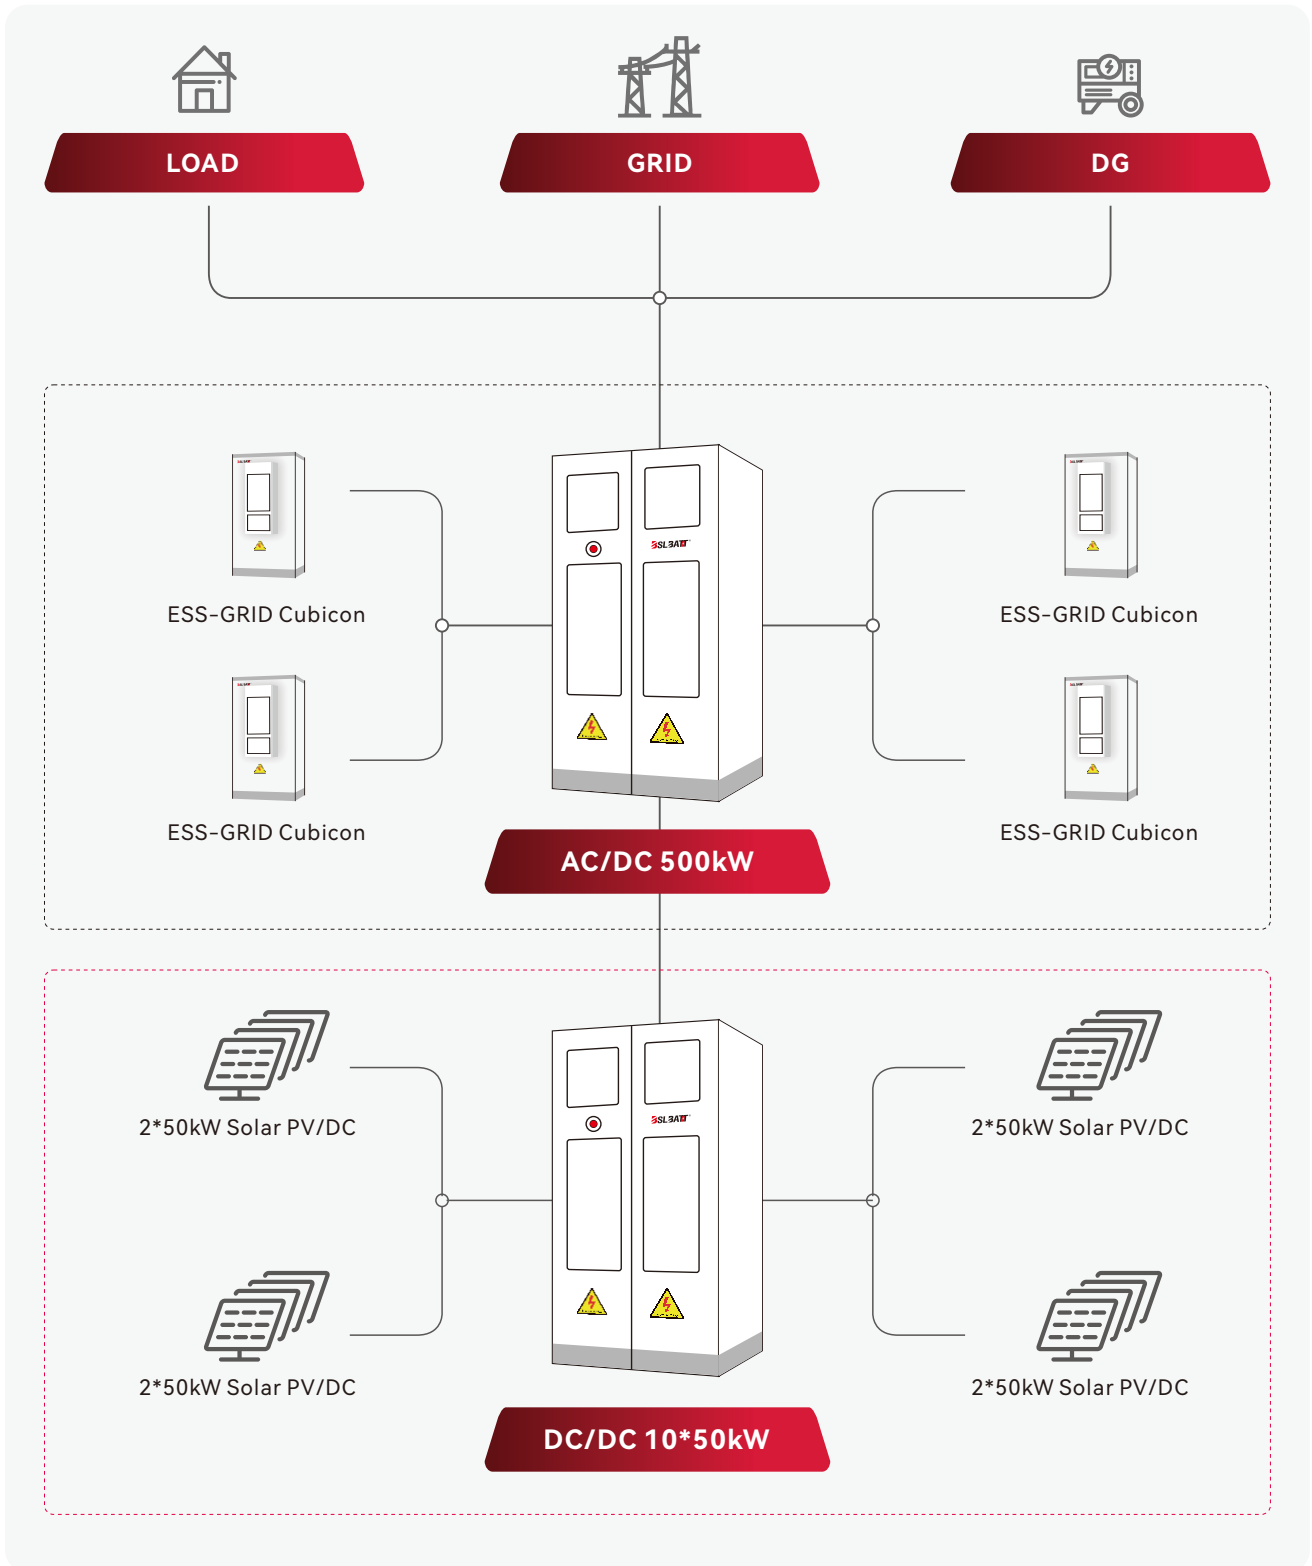 LOAD
GRID
DG
BSLBATT
ESS-GRID Cubicon
ESS-GRID Cubicon
ESS-GRID Cubicon
ESS-GRID Cubicon
AC/DC 500kW
BSLBATT
2*50kW Solar PV/DC
2*50kW Solar PV/DC
2*50kW Solar PV/DC
2*50kW Solar PV/DC
DC/DC 10*50kW